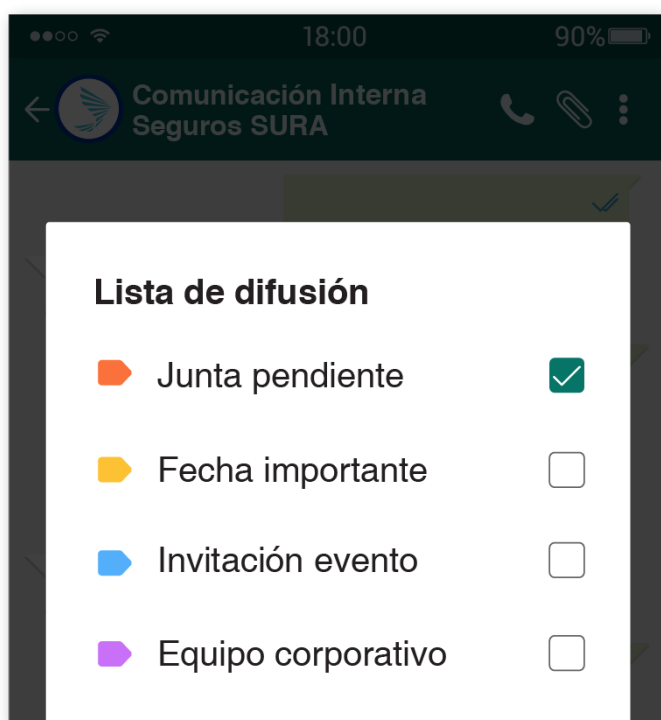 18:00
90%
Comunicación Interna
Seguros SURA
Lista de difusión
Junta pendiente
Fecha importante
Invitación evento
Equipo corporativo